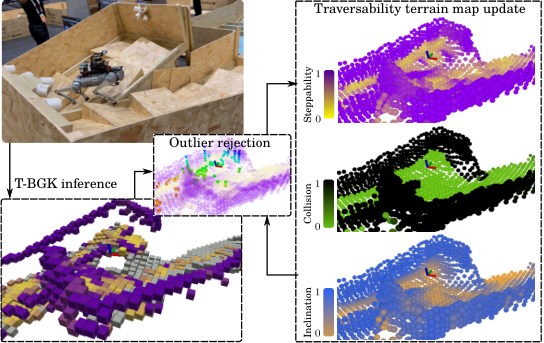 Traversability terrain map update
Steppability
1
0
Outlier rejection
T-BGK inference
Collision
1
0
Inclination
1
0